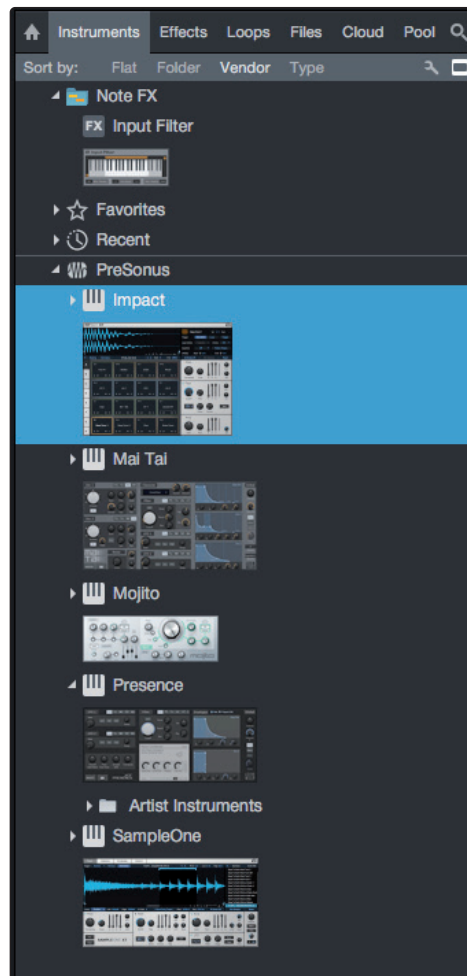 Instruments Effects Loops Files Cloud Pool
Sort by: Flat Folder Vendor Type
Note FX
FX Input Filter
Favorites
Recent
PreSonus
Impact
Mai Tai
Mojito
Presence
Artist Instruments
SampleOne